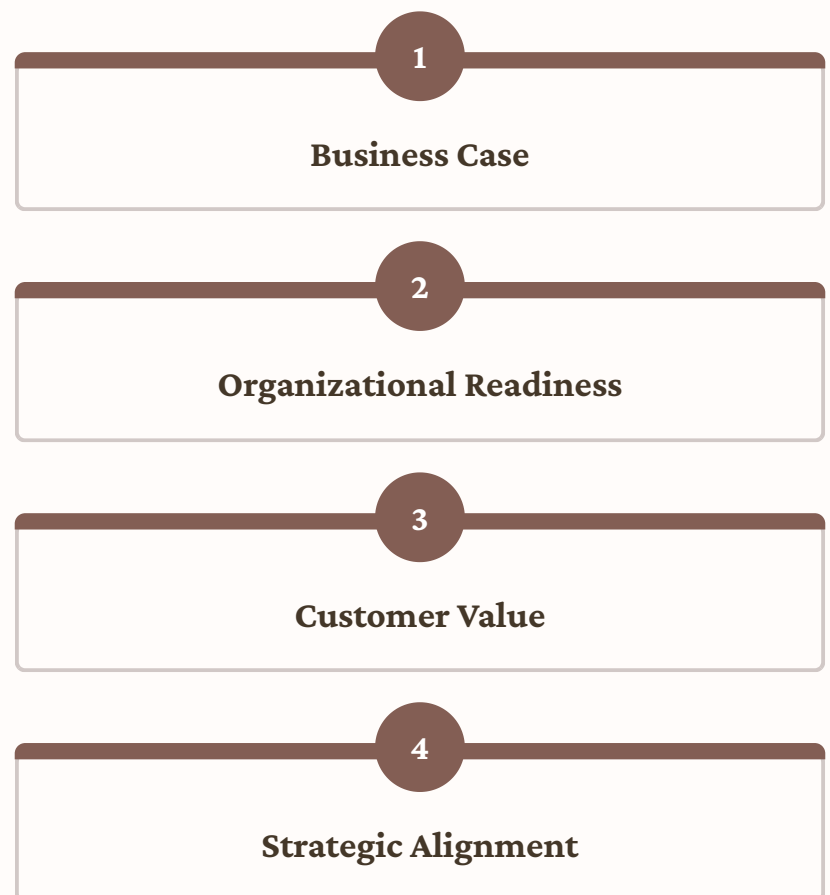 1
Business Case
2
Organizational Readiness
3
Customer Value
4
Strategic Alignment